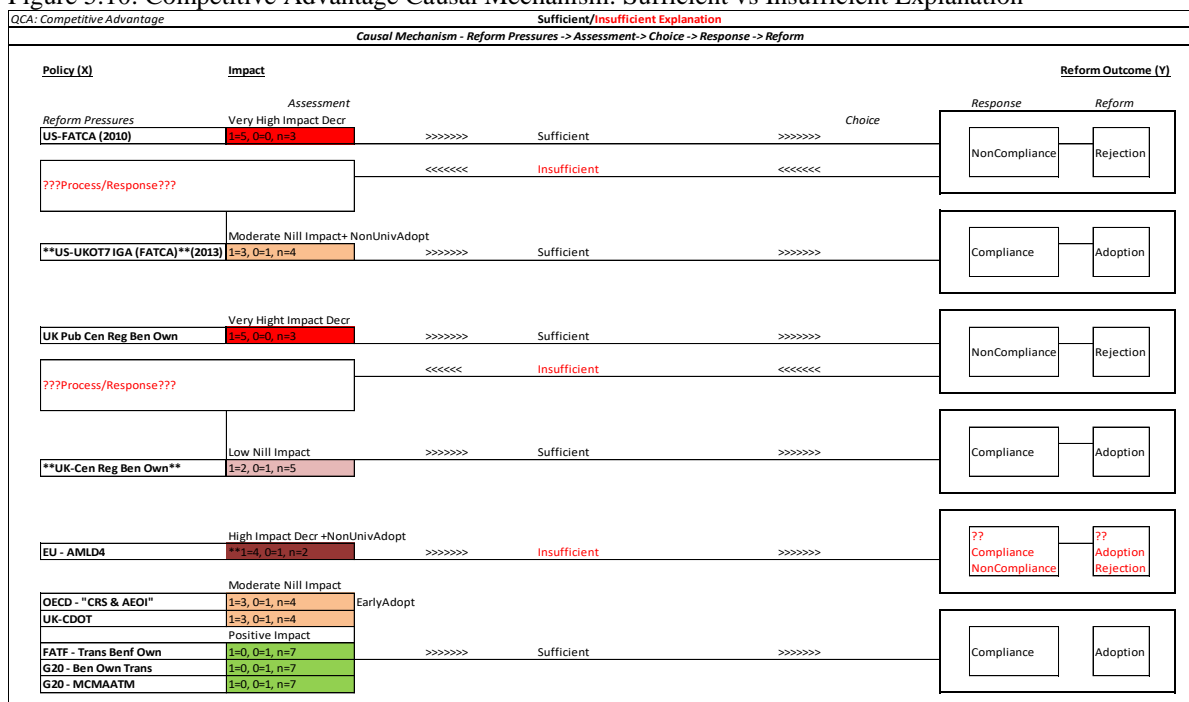 Figure 5.10: Competitive Advantage Causal Mechanism: Sufficient vs Insufficient Explanation
QCA: Competitive Advantage Sufficient/Insufficient Explanation
Causal Mechanism - Reform Pressures -> Assessment-> Choice -> Response -> Reform
Policy (X) Impact Reform Outcome (Y)
Assessment Response Reform
Reform Pressures Very High Impact Decr Choice
US-FATCA (2010) 1=5, 0=0, n=3 >>>>>>> Sufficient >>>>>>>
NonCompliance Rejection
<<<<<<< Insufficient <<<<<<<
???Process/Response???
Moderate Nill Impact+ NonUnivAdopt
**US-UKOT7 IGA (FATCA)**(2013) 1=3, 0=1, n=4 >>>>>>> Sufficient >>>>>>> Compliance Adoption
Very Hight Impact Decr
UK Pub Cen Reg Ben Own 1=5, 0=0, n=3 >>>>>>> Sufficient >>>>>>>
NonCompliance Rejection
<<<<<< Insufficient <<<<<<<
???Process/Response???
Low Nill Impact
**UK-Cen Reg Ben Own** 1=2, 0=1, n=5 >>>>>>> Sufficient >>>>>>> Compliance Adoption
High Impact Decr +NonUnivAdopt
?? ??
EU - AMLD4 **1=4, 0=1, n=2 >>>>>>> Insufficient >>>>>>> Compliance Adoption
NonCompliance Rejection
Moderate Nill Impact
OECD - "CRS & AEOI" 1=3, 0=1, n=4 EarlyAdopt
UK-CDOT 1=3, 0=1, n=4
Positive Impact
FATF - Trans Benf Own 1=0, 0=1, n=7 >>>>>>> Sufficient >>>>>>> Compliance Adoption
G20 - Ben Own Trans 1=0, 0=1, n=7
G20 - MCMAATM 1=0, 0=1, n=7